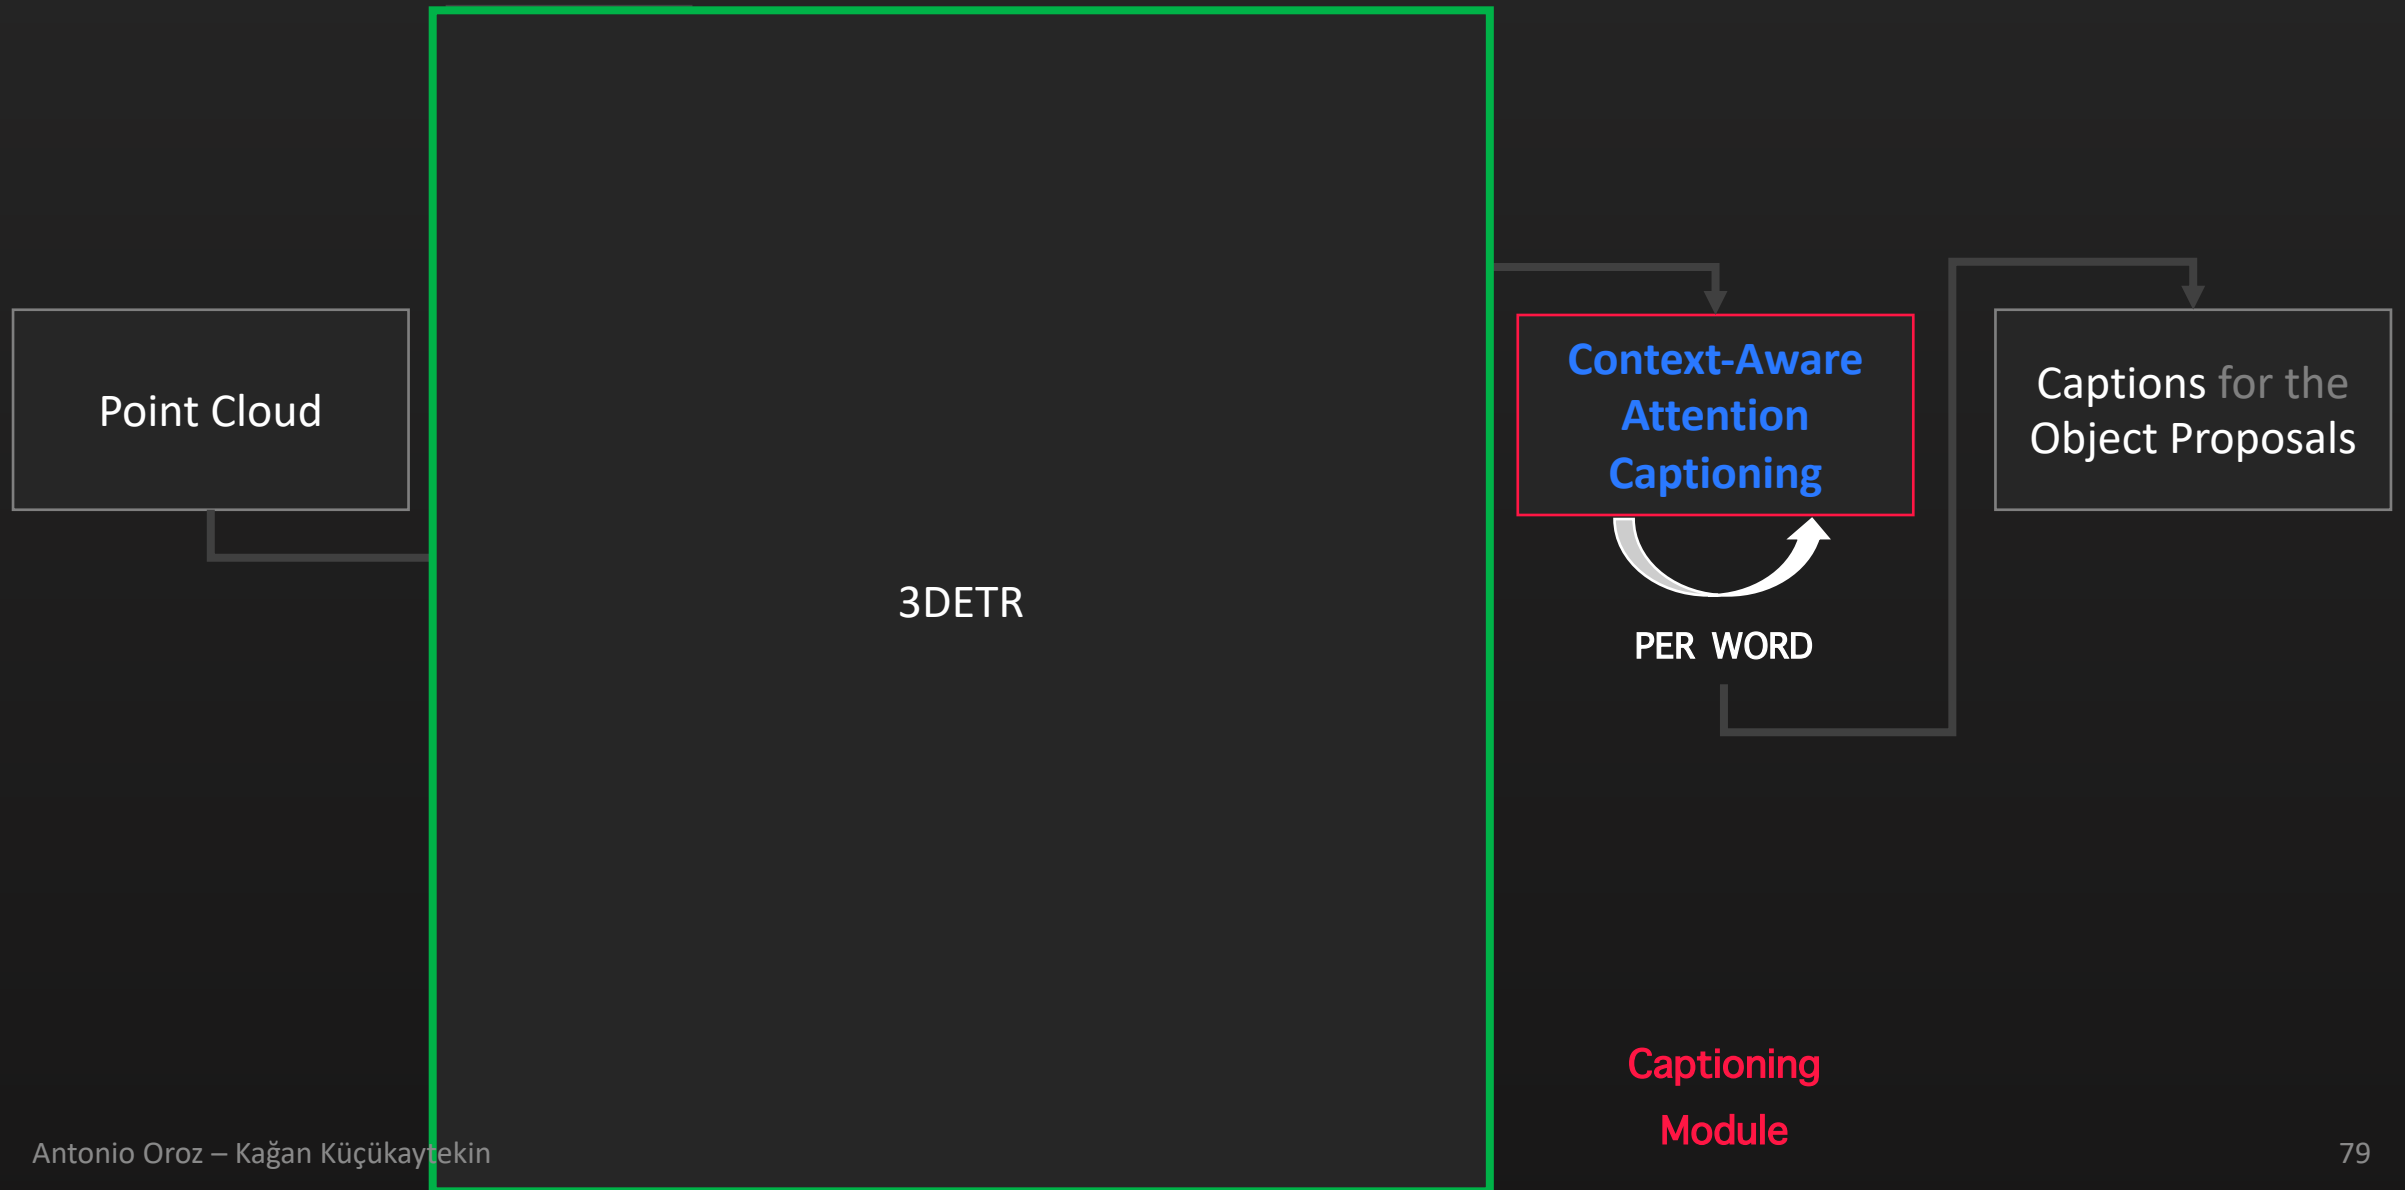 Point Cloud
3DETR
Context-Aware
Attention
Captioning
PER WORD
Captions for the
Object Proposals
Captioning
Module
Antonio Oroz – Kağan Küçükaytekin
79